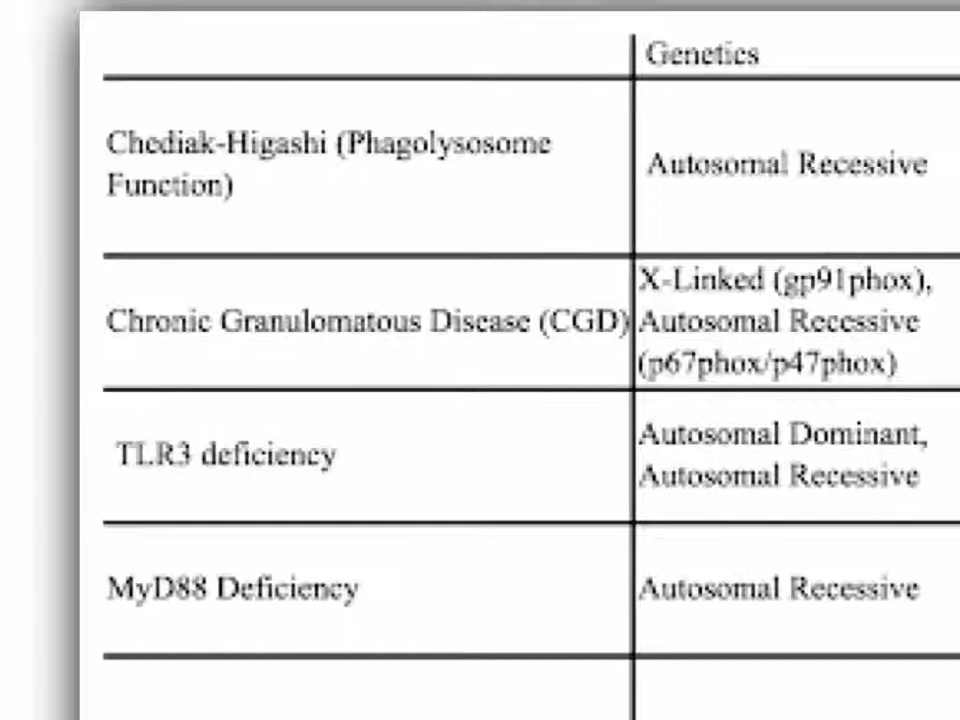 Genetics
Chediak-Higashi (Phagolysosome
Function)
Autosomal Recessive
Chronic Granulomatous Disease (CGD)
X-Linked (gp91phox),
Autosomal Recessive
(p67phox/p47phox)
TLR3 deficiency
Autosomal Dominant,
Autosomal Recessive
MyD88 Deficiency
Autosomal Recessive